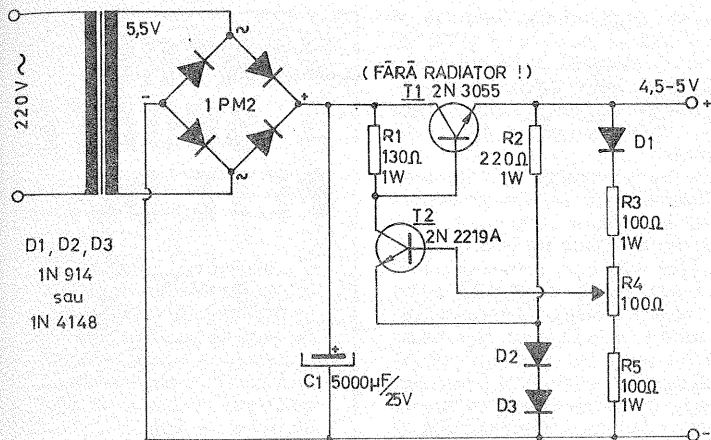 220V ~
5,5V
~
1 PM2
-
+
~
(FĂRĂ RADIATOR !)
T1 2N 3055
4,5-5V
+
R1
130Ω
1W
R2
220Ω
1W
D1
R3
100Ω
1W
T2
2N 2219A
R4
100Ω
D1, D2, D3
1N 914
sau
1N 4148
+
C1 5000µF/25V
D2
D3
R5
100Ω
1W
-